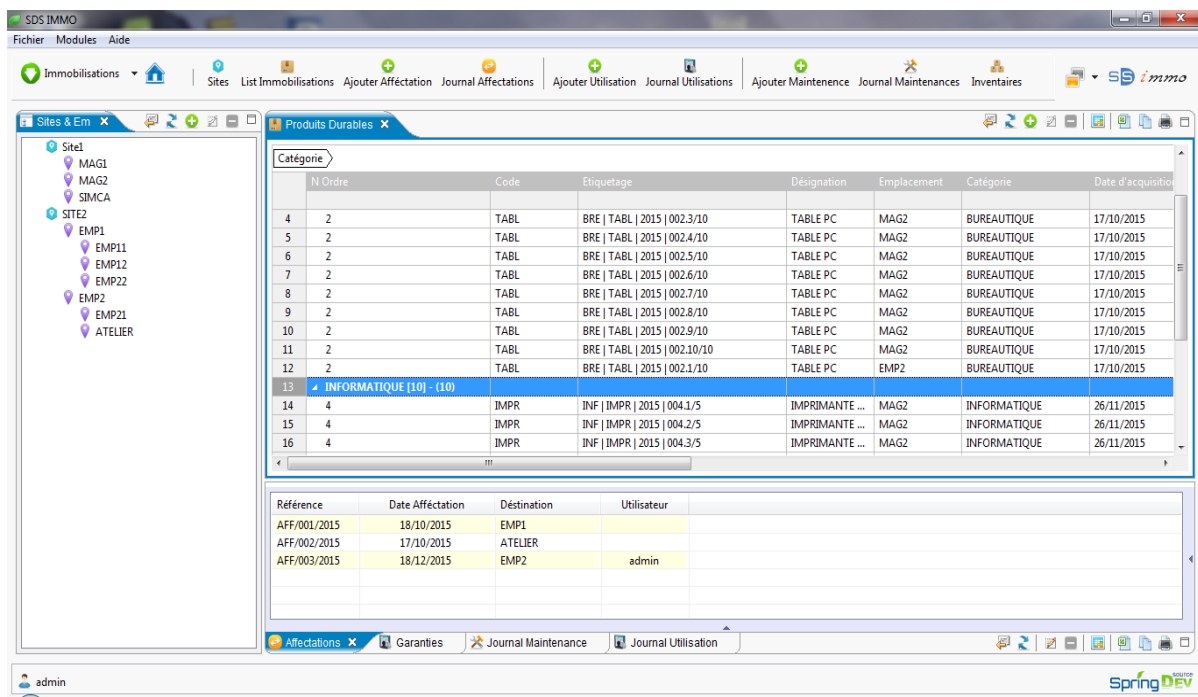 SDS IMMO
Fichier Modules Aide
Immobilisations Sites List Immobilisations Ajouter Afféctation Journal Affectations Ajouter Utilisation Journal Utilisations Ajouter Maintenence Journal Maintenances Inventaires SDS immo
Sites & Em
Site1
MAG1
MAG2
SIMCA
SITE2
EMP1
EMP11
EMP12
EMP22
EMP2
EMP21
ATELIER
Produits Durables
Catégorie
N Ordre Code Etiquetage Désignation Emplacement Catégorie Date d'acquisition
4 2 TABL BRE | TABL | 2015 | 002.3/10 TABLE PC MAG2 BUREAUTIQUE 17/10/2015
5 2 TABL BRE | TABL | 2015 | 002.4/10 TABLE PC MAG2 BUREAUTIQUE 17/10/2015
6 2 TABL BRE | TABL | 2015 | 002.5/10 TABLE PC MAG2 BUREAUTIQUE 17/10/2015
7 2 TABL BRE | TABL | 2015 | 002.6/10 TABLE PC MAG2 BUREAUTIQUE 17/10/2015
8 2 TABL BRE | TABL | 2015 | 002.7/10 TABLE PC MAG2 BUREAUTIQUE 17/10/2015
9 2 TABL BRE | TABL | 2015 | 002.8/10 TABLE PC MAG2 BUREAUTIQUE 17/10/2015
10 2 TABL BRE | TABL | 2015 | 002.9/10 TABLE PC MAG2 BUREAUTIQUE 17/10/2015
11 2 TABL BRE | TABL | 2015 | 002.10/10 TABLE PC MAG2 BUREAUTIQUE 17/10/2015
12 2 TABL BRE | TABL | 2015 | 002.1/10 TABLE PC EMP2 BUREAUTIQUE 17/10/2015
13 INFORMATIQUE [10] - (10)
14 4 IMPR INF | IMPR | 2015 | 004.1/5 IMPRIMANTE ... MAG2 INFORMATIQUE 26/11/2015
15 4 IMPR INF | IMPR | 2015 | 004.2/5 IMPRIMANTE ... MAG2 INFORMATIQUE 26/11/2015
16 4 IMPR INF | IMPR | 2015 | 004.3/5 IMPRIMANTE ... MAG2 INFORMATIQUE 26/11/2015
Référence Date Afféctation Déstination Utilisateur
AFF/001/2015 18/10/2015 EMP1
AFF/002/2015 17/10/2015 ATELIER
AFF/003/2015 18/12/2015 EMP2 admin
Affectations Garanties Journal Maintenance Journal Utilisation
admin
Spring DEV source